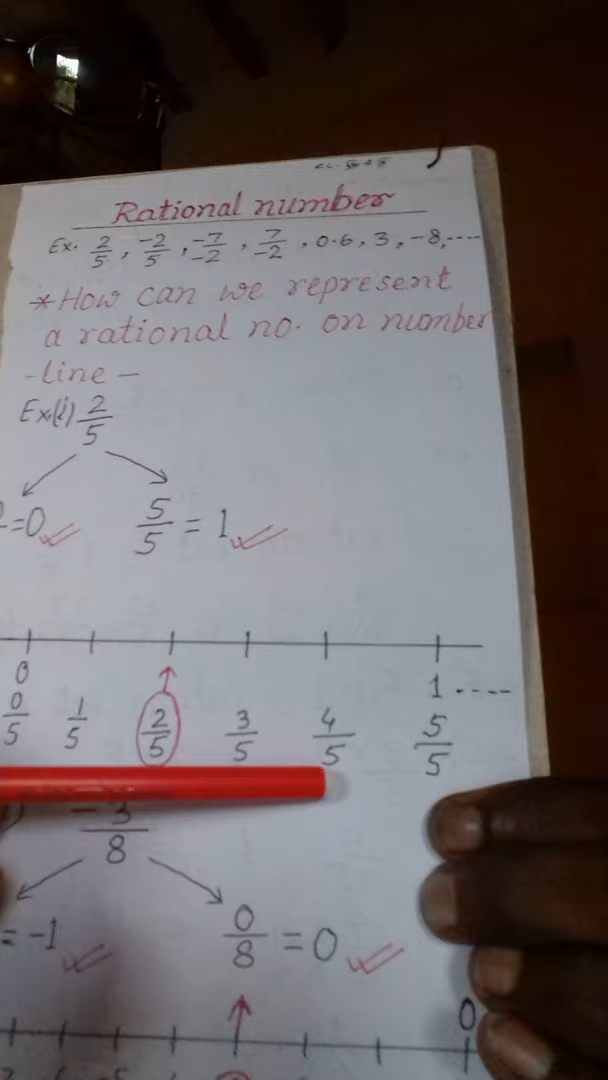 Rational number
Ex. 2/5, -2/5, -7/-2, 7/-2, 0.6, 3, -8,----
*How can we represent
a rational no. on number
-line-
Ex.(i) 2/5
=0 5/5 = 1
0 1----
0/5 1/5 2/5 3/5 4/5 5/5
-3/8
= -1 0/8 = 0
0